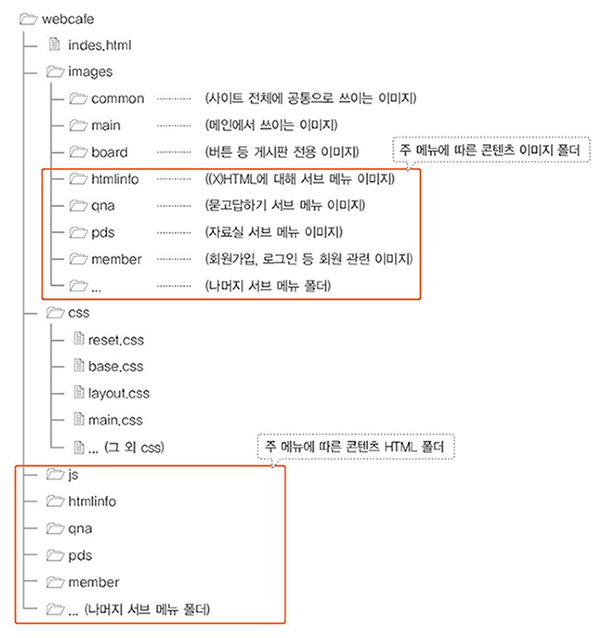 webcafe
indes.html
images
common ············ (사이트 전체에 공통으로 쓰이는 이미지)
main ············ (메인에서 쓰이는 이미지)
board ············ (버튼 등 게시판 전용 이미지)
주 메뉴에 따른 콘텐츠 이미지 폴더
htmlinfo ············ ((X)HTML에 대해 서브 메뉴 이미지)
qna ············ (묻고답하기 서브 메뉴 이미지)
pds ············ (자료실 서브 메뉴 이미지)
member ············ (회원가입, 로그인 등 회원 관련 이미지)
... ············ (나머지 서브 메뉴 폴더)
css
reset.css
base.css
layout.css
main.css
... (그 외 css)
주 메뉴에 따른 콘텐츠 HTML 폴더
js
htmlinfo
qna
pds
member
... (나머지 서브 메뉴 폴더)